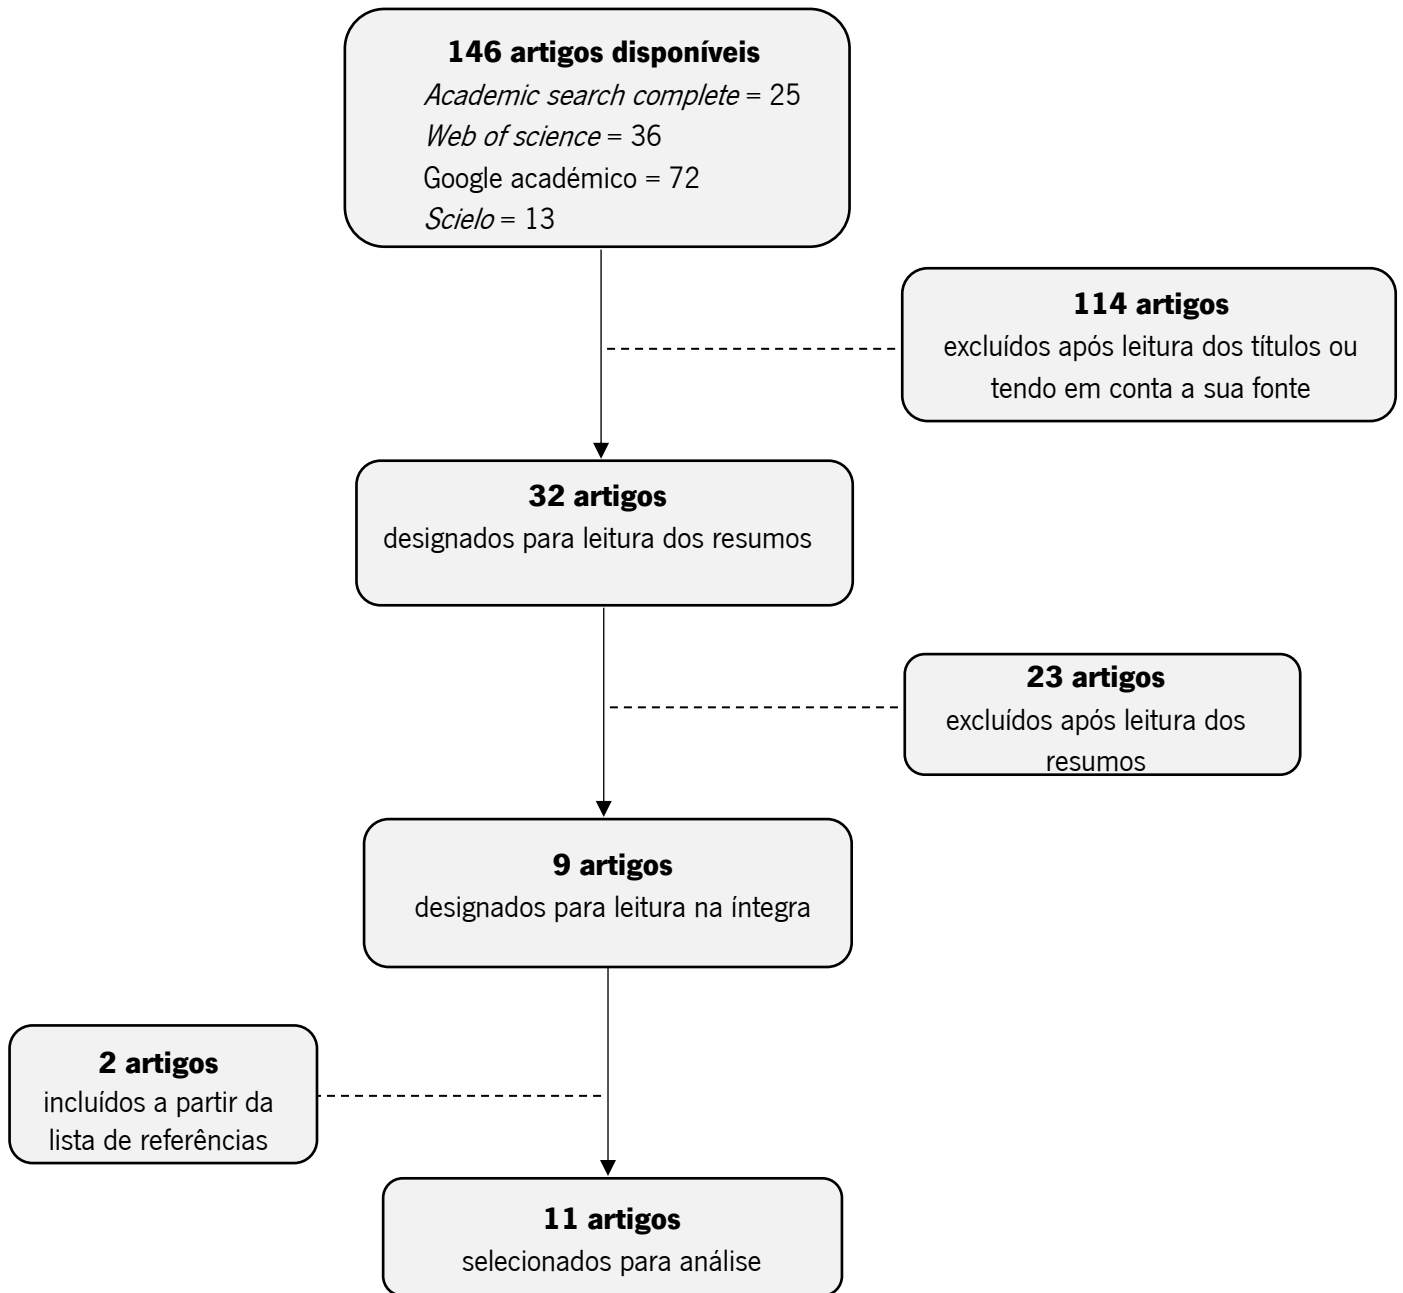 146 artigos disponíveis
Academic search complete = 25
Web of science = 36
Google académico = 72
Scielo = 13
114 artigos
excluídos após leitura dos títulos ou
tendo em conta a sua fonte
32 artigos
designados para leitura dos resumos
23 artigos
excluídos após leitura dos
resumos
9 artigos
designados para leitura na íntegra
2 artigos
incluídos a partir da
lista de referências
11 artigos
selecionados para análise